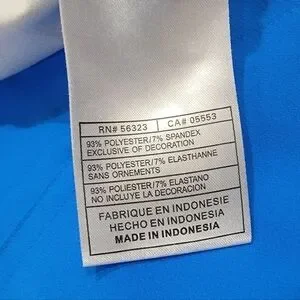 RN# 56323 CA# 05553
93% POLYESTER/7% SPANDEX
EXCLUSIVE OF DECORATION
93% POLYESTER/7% ELASTHANNE
SANS ORNEMENTS
93% POLIESTER/7% ELASTANO
NO INCLUYE LA DECORACION
FABRIQUE EN INDONESIE
HECHO EN INDONESIA
MADE IN INDONESIA